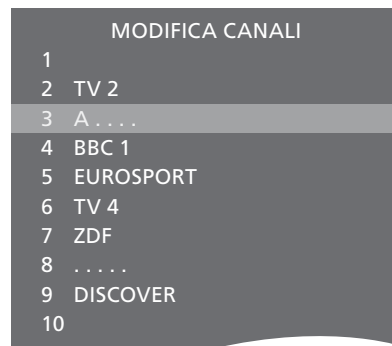 MODIFICA CANALI
1
2 TV 2
3 A . . . .
4 BBC 1
5 EUROSPORT
6 TV 4
7 ZDF
8 . . . . .
9 DISCOVER
10